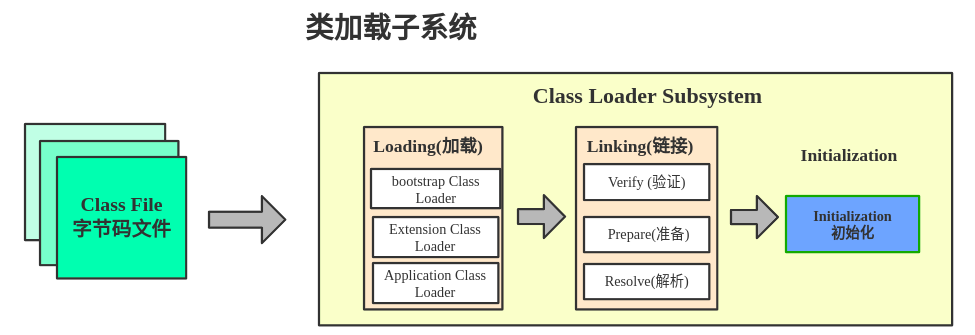 类加载子系统
Class File
字节码文件
Class Loader Subsystem
Loading(加载)
bootstrap Class
Loader
Extension Class
Loader
Application Class
Loader
Linking(链接)
Verify (验证)
Prepare(准备)
Resolve(解析)
Initialization
Initialization
初始化